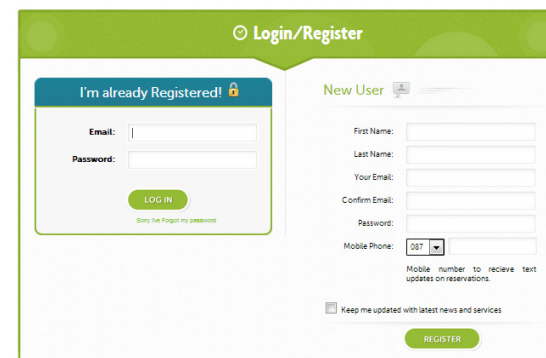 Login/Register
I'm already Registered!
Email:
Password:
LOG IN
Sorry I've Forgot my password
New User
First Name:
Last Name:
Your Email:
Confirm Email:
Password:
Mobile Phone: 087
Mobile number to recieve text
updates on reservations.
Keep me updated with latest news and services
REGISTER